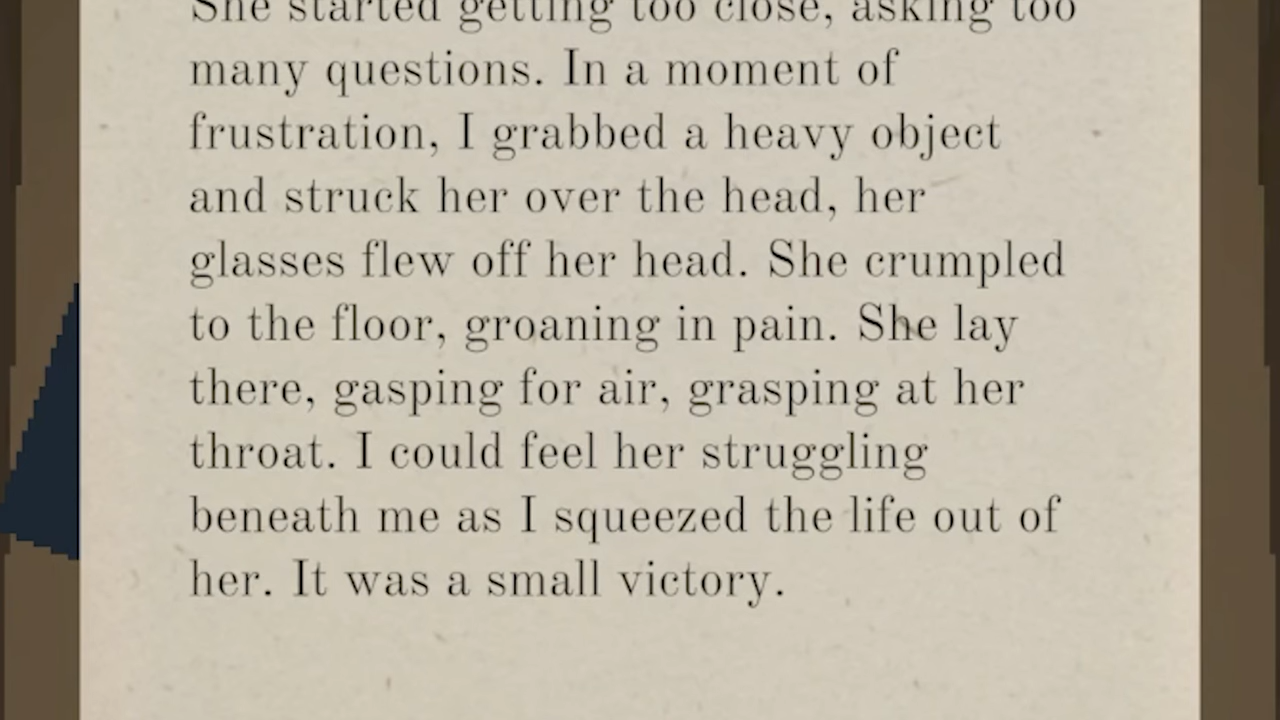 She started getting too close, asking too
many questions. In a moment of
frustration, I grabbed a heavy object
and struck her over the head, her
glasses flew off her head. She crumpled
to the floor, groaning in pain. She lay
there, gasping for air, grasping at her
throat. I could feel her struggling
beneath me as I squeezed the life out of
her. It was a small victory.